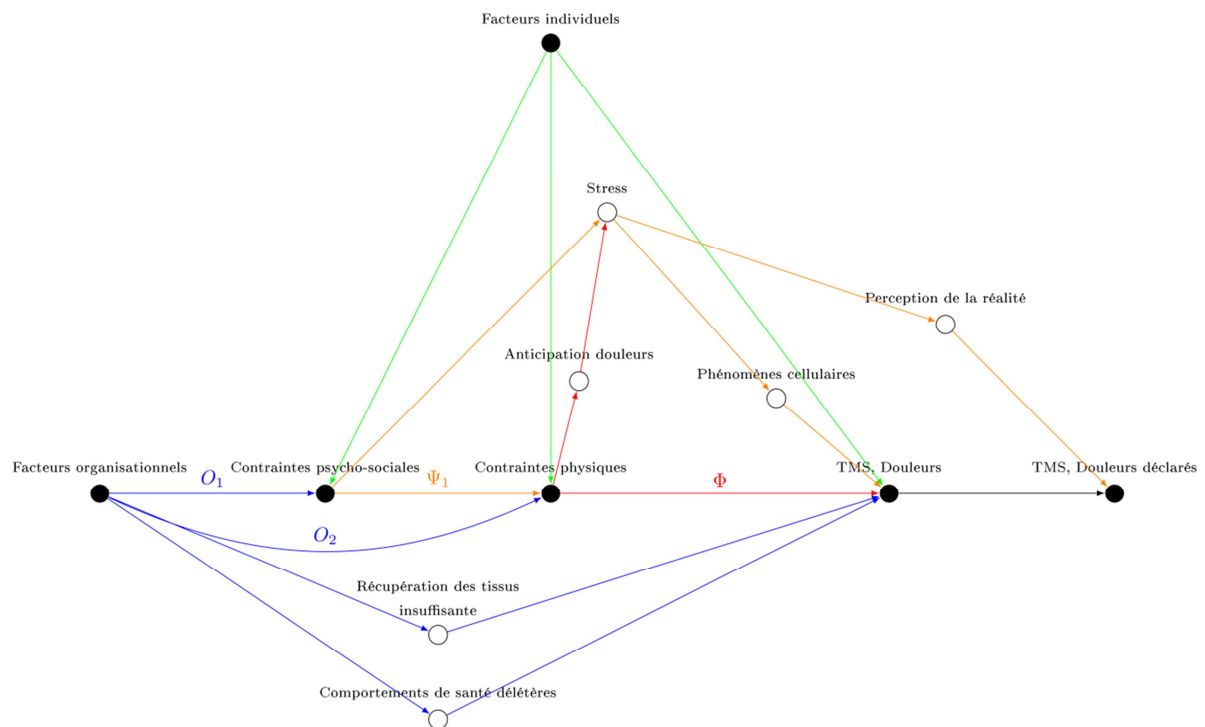 Facteurs individuels
Stress
Perception de la réalité
Anticipation douleurs
Phénomènes cellulaires
Facteurs organisationnels
Contraintes psycho-sociales
Contraintes physiques
TMS, Douleurs
TMS, Douleurs déclarés
O₁
Ψ₁
Φ
O₂
Récupération des tissus
insuffisante
Comportements de santé délétères